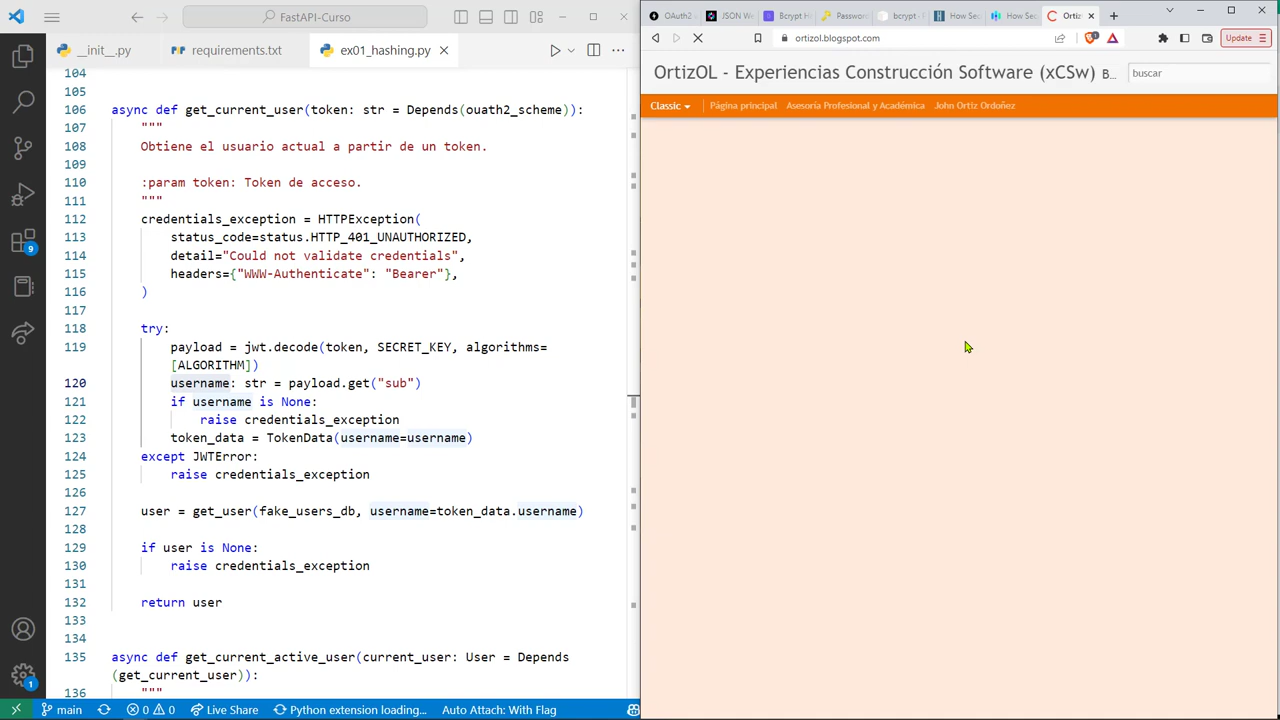 FastAPI-Curso
__init__.py
requirements.txt
ex01_hashing.py
104
105
106 async def get_current_user(token: str = Depends(ouath2_scheme)):
107 """
108 Obtiene el usuario actual a partir de un token.
109
110 :param token: Token de acceso.
111 """
112 credentials_exception = HTTPException(
113 status_code=status.HTTP_401_UNAUTHORIZED,
114 detail="Could not validate credentials",
115 headers={"WWW-Authenticate": "Bearer"},
116 )
117
118 try:
119 payload = jwt.decode(token, SECRET_KEY, algorithms=
[ALGORITHM])
120 username: str = payload.get("sub")
121 if username is None:
122 raise credentials_exception
123 token_data = TokenData(username=username)
124 except JWTError:
125 raise credentials_exception
126
127 user = get_user(fake_users_db, username=token_data.username)
128
129 if user is None:
130 raise credentials_exception
131
132 return user
133
134
135 async def get_current_active_user(current_user: User = Depends
(get_current_user)):
136 """
9
1
main
0 0
Live Share
Python extension loading...
Auto Attach: With Flag
OAuth2
JSON We
Bcrypt H
Password
bcrypt -
How Sec
How Sec
Ortiz
ortizol.blogspot.com
Update
OrtizOL - Experiencias Construcción Software (xCSw) B...
buscar
Classic
Página principal
Asesoría Profesional y Académica
John Ortiz Ordoñez